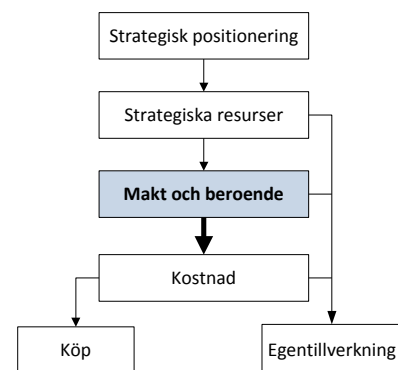 Strategisk positionering
Strategiska resurser
Makt och beroende
Kostnad
Köp
Egentillverkning